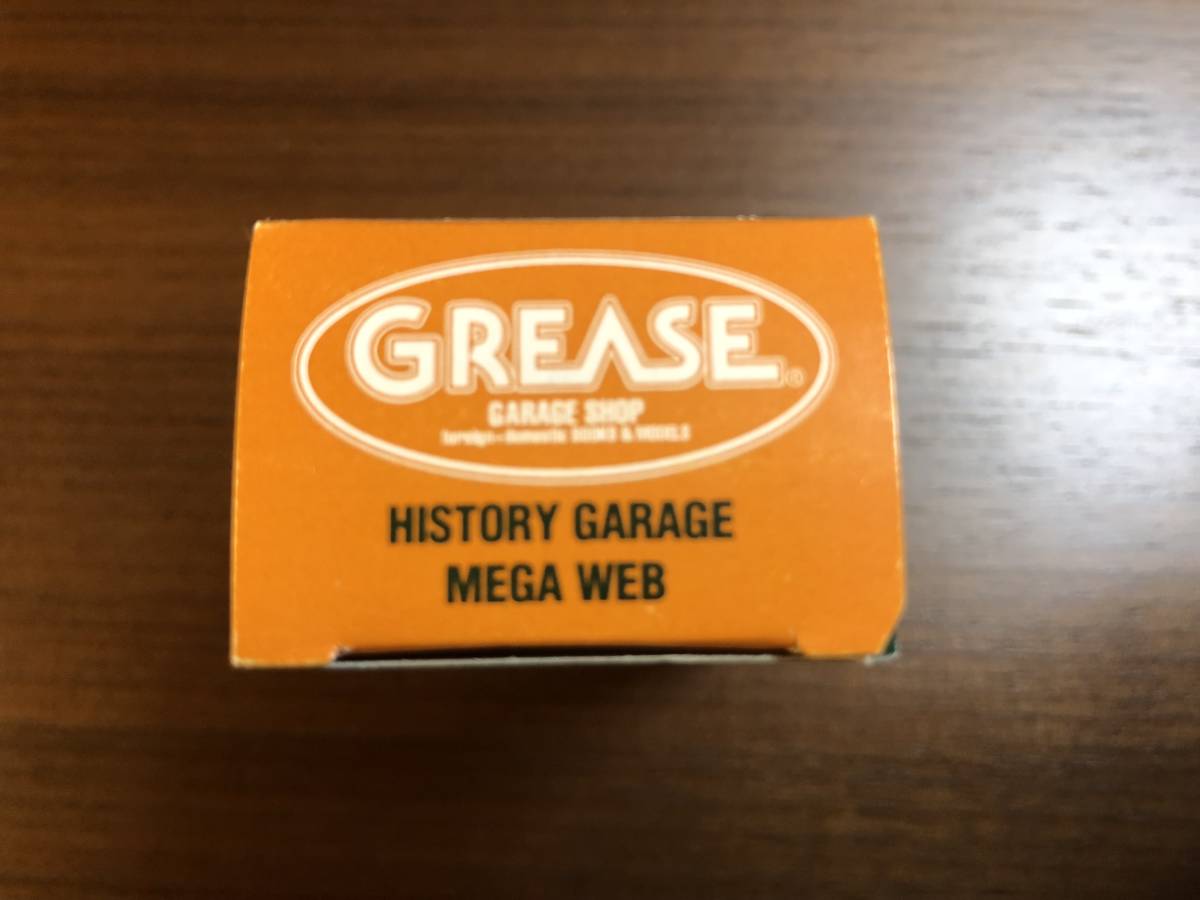 GREASE®
GARAGE SHOP
foreign-domestic BOOKS & MODELS
HISTORY GARAGE
MEGA WEB